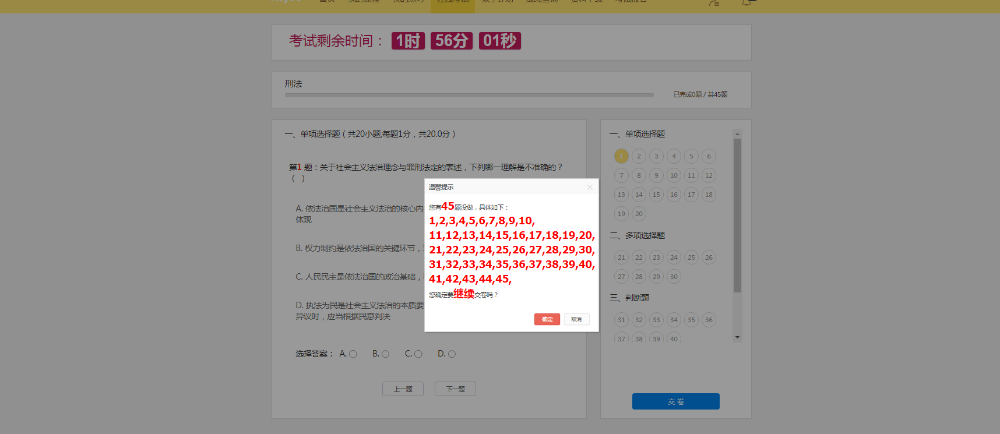 考试剩余时间： 1时 56分 01秒
刑法
已完成0题 / 共45题
一、单项选择题（共20小题,每题1分，共20.0分）
第1 题：关于社会主义法治理念与罪刑法定的表述，下列哪一理解是不准确的？
（ ）
A. 依法治国是社会主义法治的核心内
体现
B. 权力制约是依法治国的关键环节，
C. 人民民主是依法治国的政治基础，
D. 执法为民是社会主义法治的本质要
异议时，应当根据民意判决
选择答案： A. B. C. D.
上一题 下一题
温馨提示
您有45题没做，具体如下：
1,2,3,4,5,6,7,8,9,10,
11,12,13,14,15,16,17,18,19,20,
21,22,23,24,25,26,27,28,29,30,
31,32,33,34,35,36,37,38,39,40,
41,42,43,44,45,
您确定要继续交卷吗？
确定 取消
一、单项选择题
1 2 3 4 5 6
7 8 9 10 11 12
13 14 15 16 17 18
19 20
二、多项选择题
21 22 23 24 25 26
27 28 29 30
三、判断题
31 32 33 34 35 36
37 38 39 40
交 卷